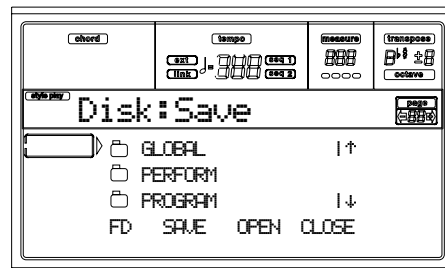 chord tempo measure transpose
ext seq 1
link seq 2 octave
style play Disk:Save page
GLOBAL
PERFORM
PROGRAM
FD SAVE OPEN CLOSE